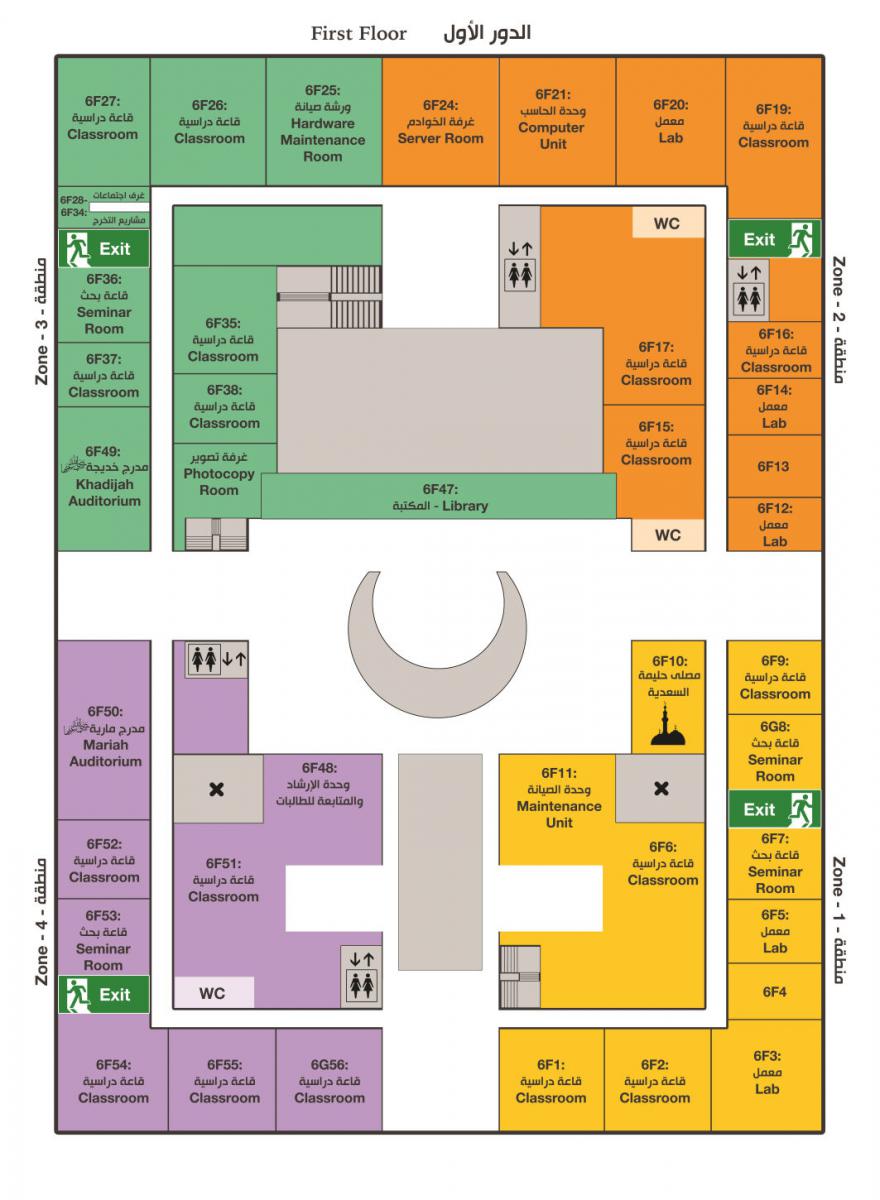 First Floor الدور الأول
6F27:
قاعة دراسية
Classroom
6F26:
قاعة دراسية
Classroom
6F25:
ورشة صيانة
Hardware
Maintenance
Room
6F24:
غرفة الخوادم
Server Room
6F21:
وحدة الحاسب
Computer
Unit
6F20:
معمل
Lab
6F19:
قاعة دراسية
Classroom
6F28-
6F34:
غرف اجتماعات
مشاريع التخرج
Exit
6F36:
قاعة بحث
Seminar
Room
6F37:
قاعة دراسية
Classroom
6F49:
مدرج خديجة
Khadijah
Auditorium
Zone - 3 - منطقة
6F35:
قاعة دراسية
Classroom
6F38:
قاعة دراسية
Classroom
غرفة تصوير
Photocopy
Room
6F47:
المكتبة - Library
WC
6F17:
قاعة دراسية
Classroom
6F15:
قاعة دراسية
Classroom
WC
Exit
6F16:
قاعة دراسية
Classroom
6F14:
معمل
Lab
6F13
6F12:
معمل
Lab
Zone - 2 - منطقة
6F50:
مدرج مارية
Mariah
Auditorium
6F52:
قاعة دراسية
Classroom
6F53:
قاعة بحث
Seminar
Room
Exit
Zone - 4 - منطقة
6F48:
وحدة الإرشاد
والمتابعة للطالبات
6F51:
قاعة دراسية
Classroom
WC
6F54:
قاعة دراسية
Classroom
6F55:
قاعة دراسية
Classroom
6G56:
قاعة دراسية
Classroom
6F10:
مصلى حليمة
السعدية
6F11:
وحدة الصيانة
Maintenance
Unit
6F6:
قاعة دراسية
Classroom
6F9:
قاعة دراسية
Classroom
6G8:
قاعة بحث
Seminar
Room
Exit
6F7:
قاعة بحث
Seminar
Room
6F5:
معمل
Lab
6F4
6F3:
معمل
Lab
6F1:
قاعة دراسية
Classroom
6F2:
قاعة دراسية
Classroom
Zone - 1 - منطقة